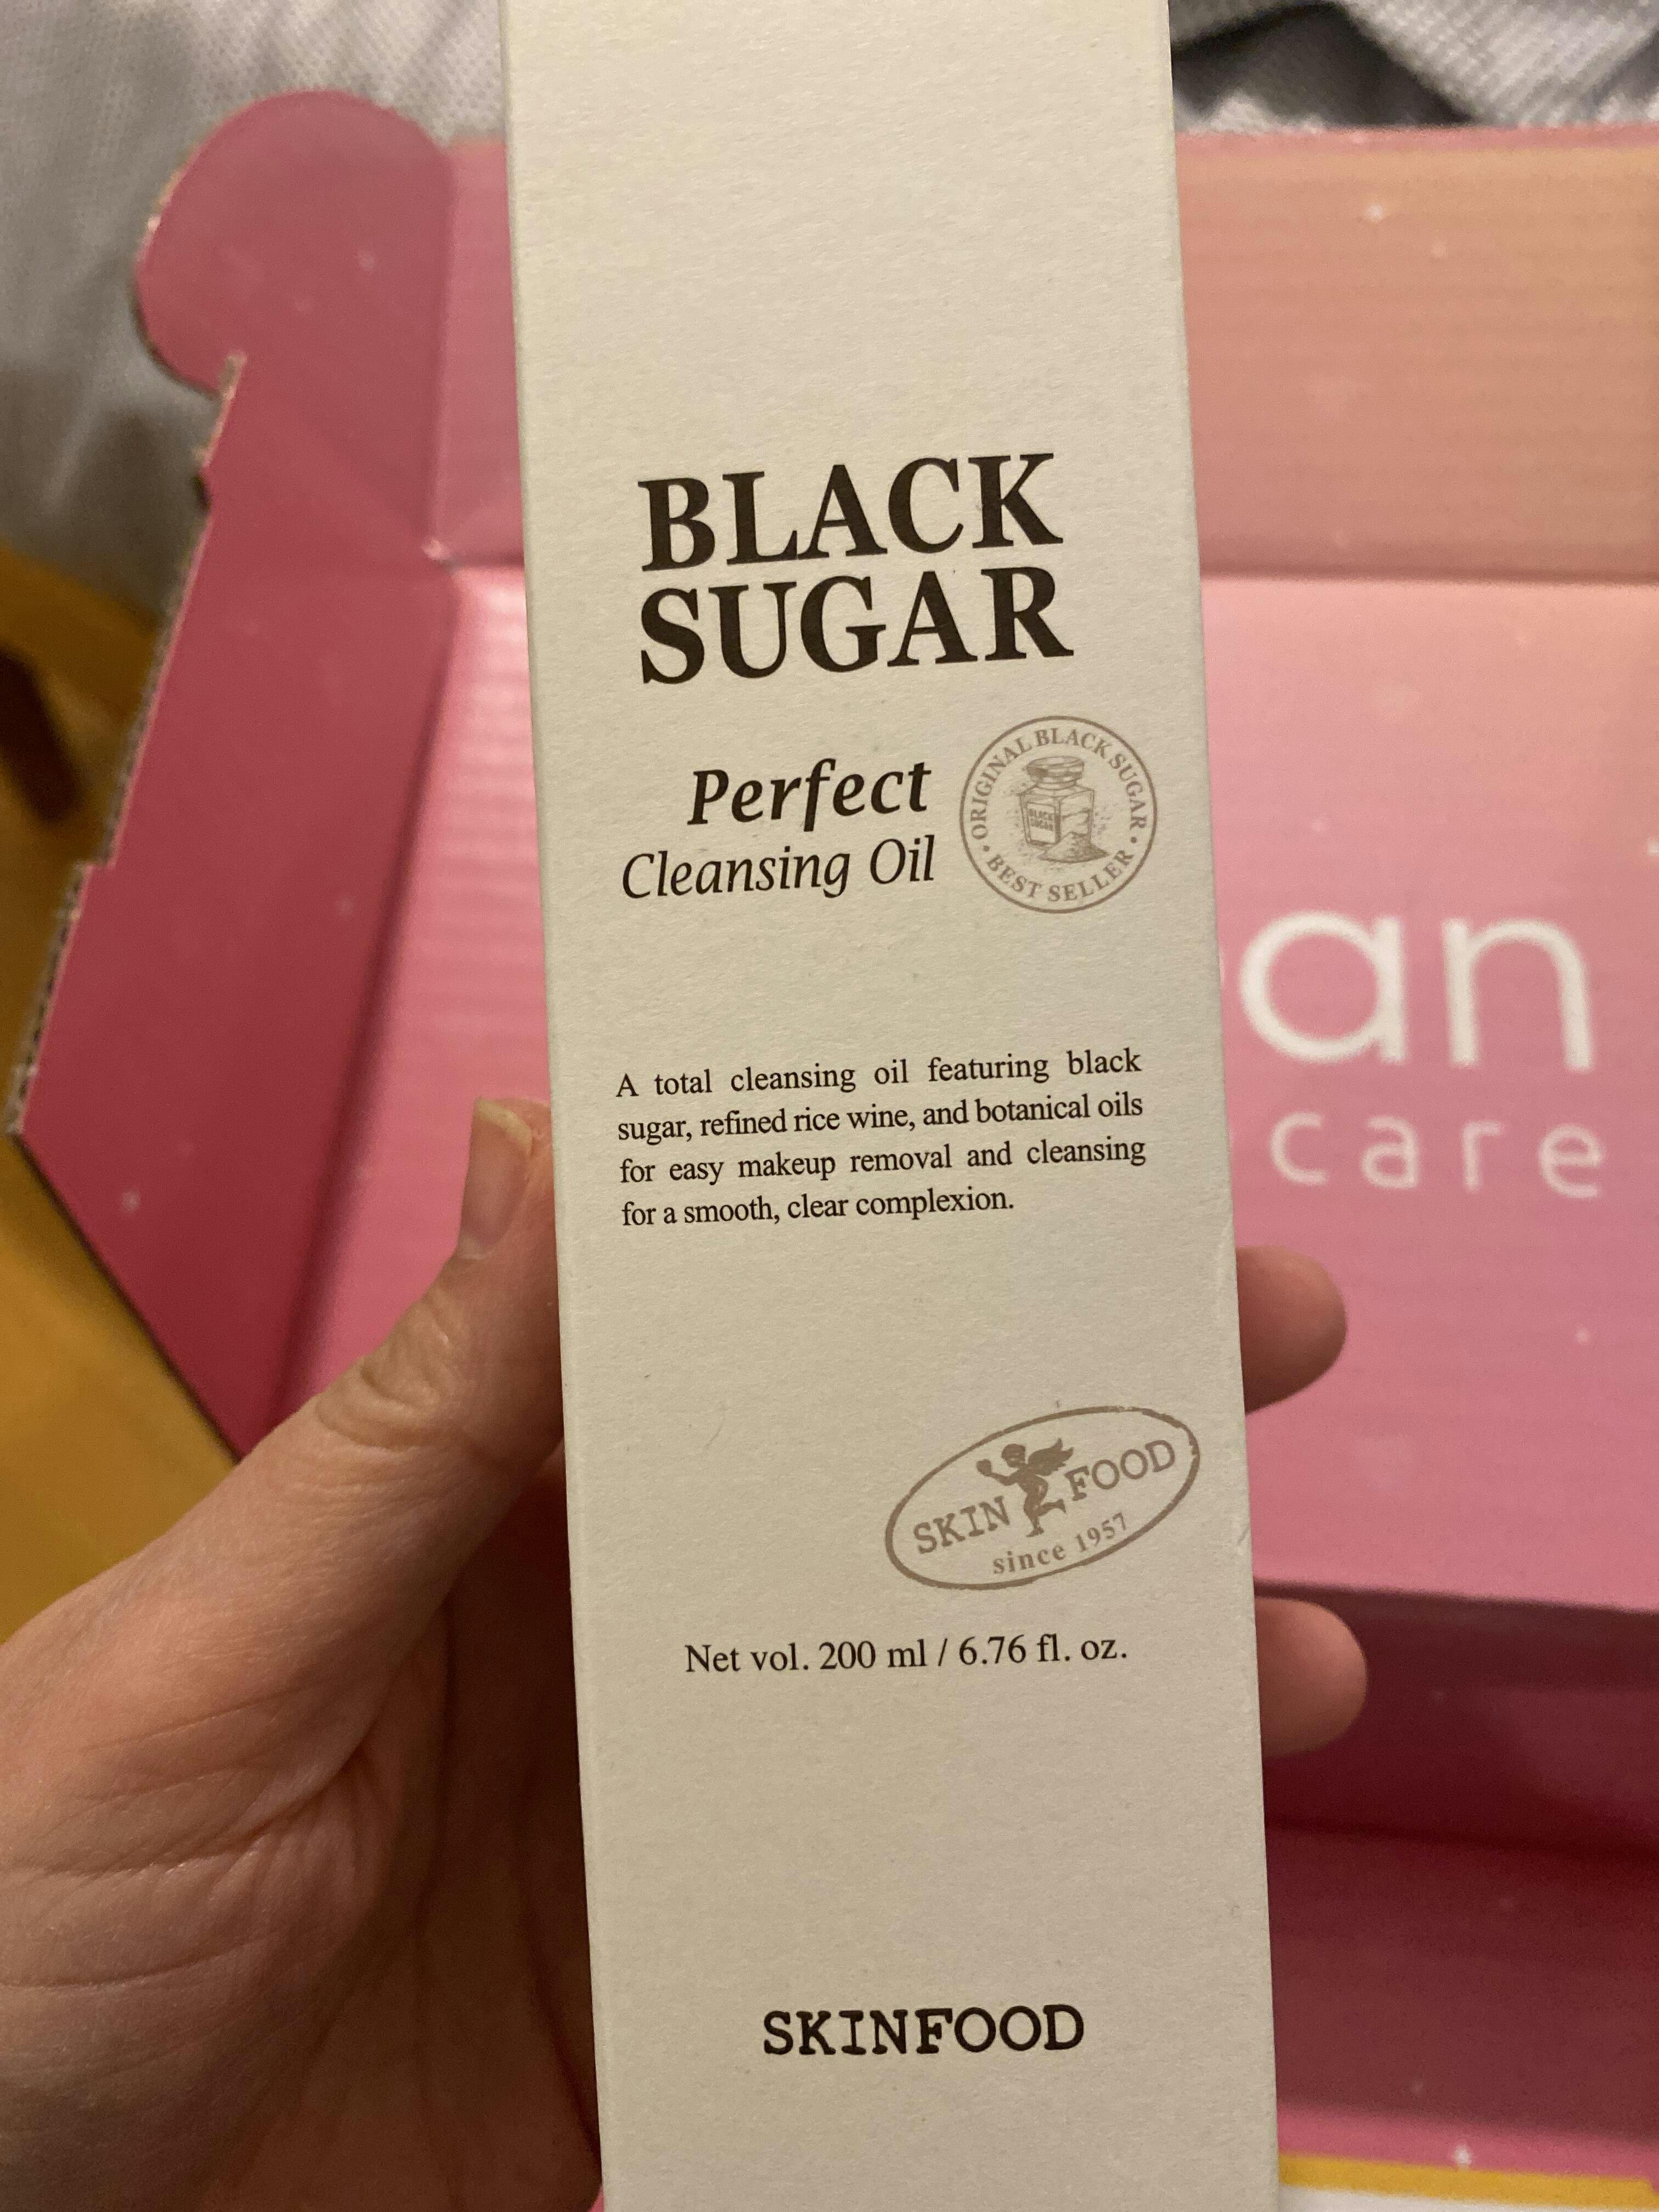 BLACK
SUGAR
Perfect
Cleansing Oil
ORIGINAL BLACK SUGAR
BLACK
SUGAR
• BEST SELLER •
A total cleansing oil featuring black
sugar, refined rice wine, and botanical oils
for easy makeup removal and cleansing
for a smooth, clear complexion.
SKIN FOOD
since 1957
Net vol. 200 ml / 6.76 fl. oz.
SKINFOOD
an
care